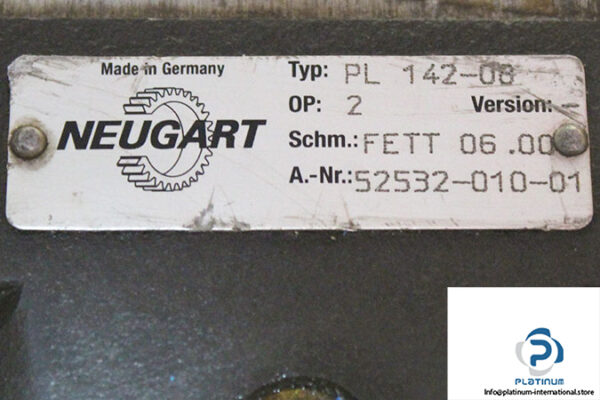 Made in Germany
NEUGART
Typ: PL 142-08
OP: 2 Version: -
Schm.: FETT 06.00
A.-Nr.: 52532-010-01
PLATINUM
Info@platinum-international.store